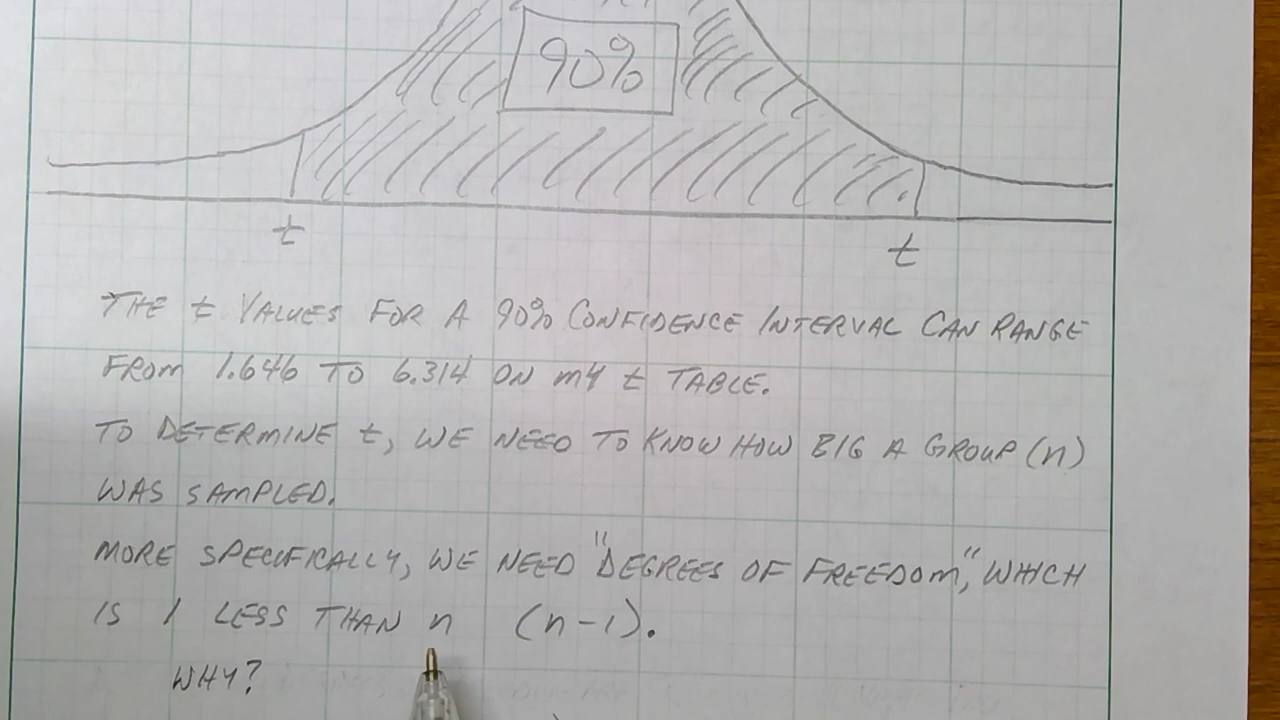 90%
t t
THE t VALUES FOR A 90% CONFIDENCE INTERVAL CAN RANGE
FROM 1.646 TO 6.314 ON MY t TABLE.
TO DETERMINE t, WE NEED TO KNOW HOW BIG A GROUP (n)
WAS SAMPLED.
MORE SPECIFICALLY, WE NEED "DEGREES OF FREEDOM," WHICH
IS 1 LESS THAN n (n-1).
WHY?